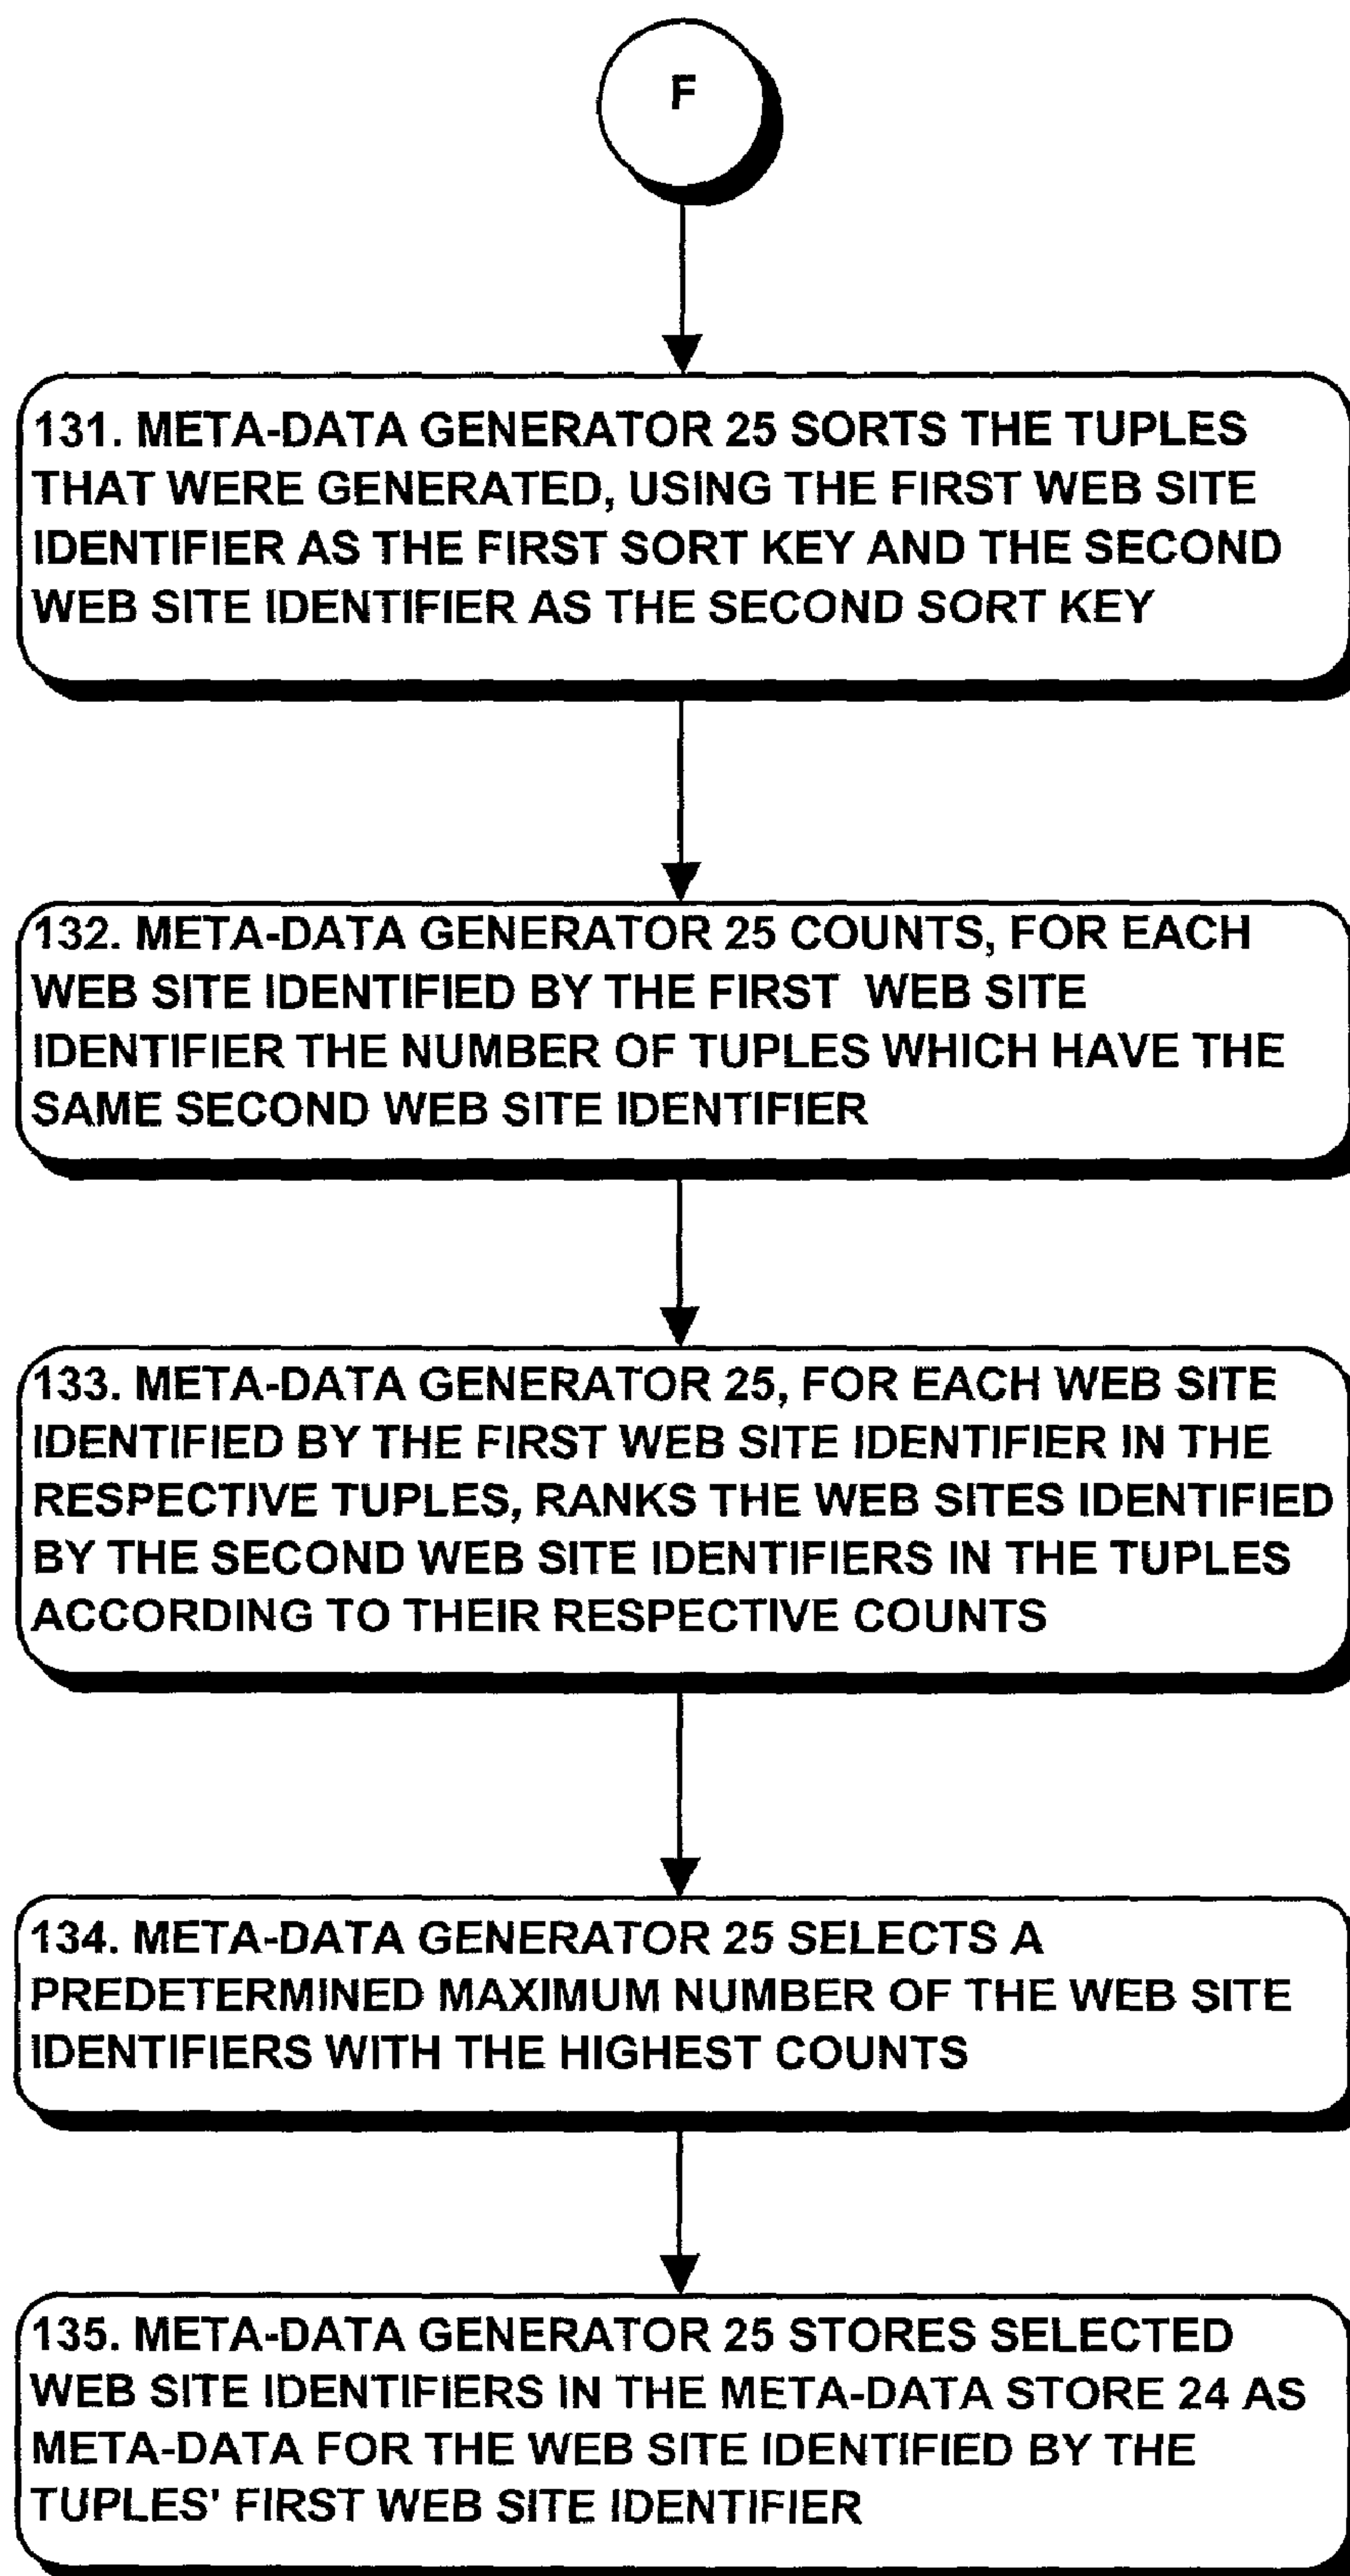 F
131. META-DATA GENERATOR 25 SORTS THE TUPLES
THAT WERE GENERATED, USING THE FIRST WEB SITE
IDENTIFIER AS THE FIRST SORT KEY AND THE SECOND
WEB SITE IDENTIFIER AS THE SECOND SORT KEY
132. META-DATA GENERATOR 25 COUNTS, FOR EACH
WEB SITE IDENTIFIED BY THE FIRST WEB SITE
IDENTIFIER THE NUMBER OF TUPLES WHICH HAVE THE
SAME SECOND WEB SITE IDENTIFIER
133. META-DATA GENERATOR 25, FOR EACH WEB SITE
IDENTIFIED BY THE FIRST WEB SITE IDENTIFIER IN THE
RESPECTIVE TUPLES, RANKS THE WEB SITES IDENTIFIED
BY THE SECOND WEB SITE IDENTIFIERS IN THE TUPLES
ACCORDING TO THEIR RESPECTIVE COUNTS
134. META-DATA GENERATOR 25 SELECTS A
PREDETERMINED MAXIMUM NUMBER OF THE WEB SITE
IDENTIFIERS WITH THE HIGHEST COUNTS
135. META-DATA GENERATOR 25 STORES SELECTED
WEB SITE IDENTIFIERS IN THE META-DATA STORE 24 AS
META-DATA FOR THE WEB SITE IDENTIFIED BY THE
TUPLES' FIRST WEB SITE IDENTIFIER